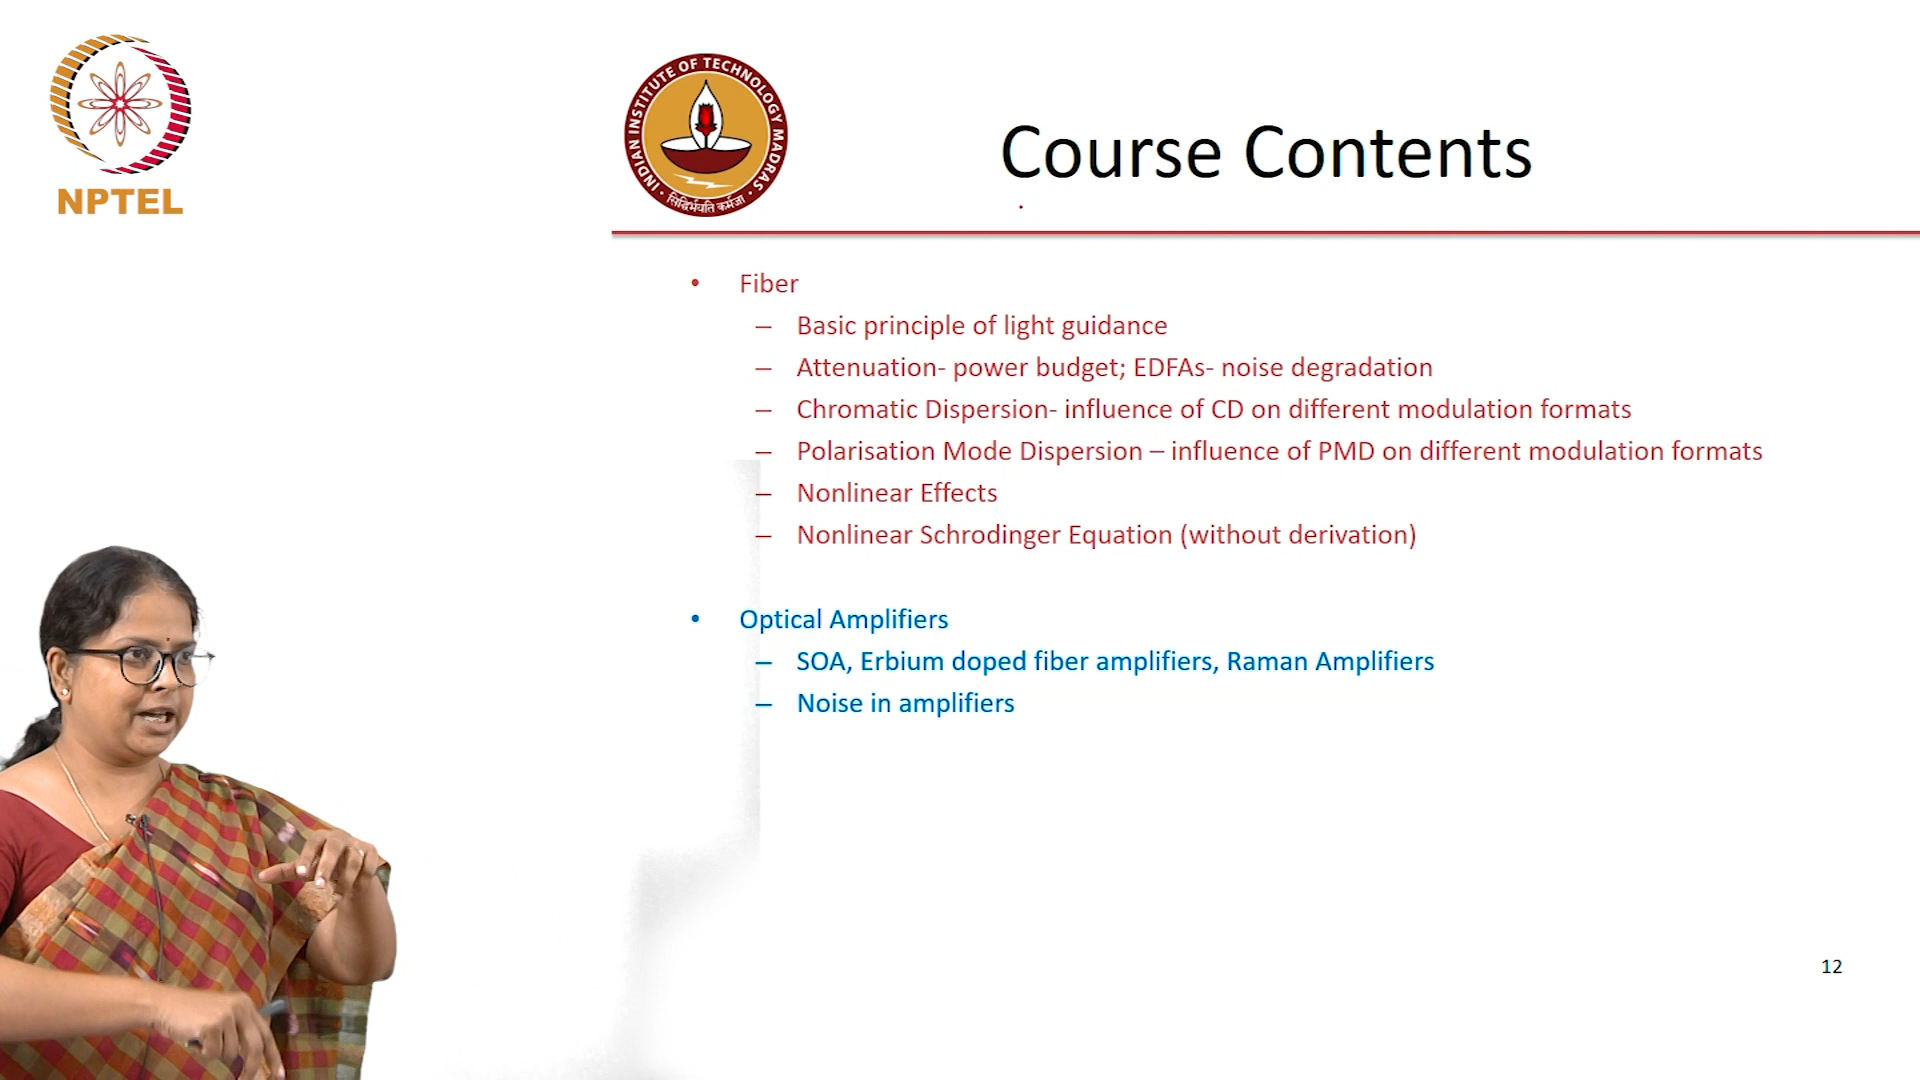 NPTEL
INDIAN INSTITUTE OF TECHNOLOGY MADRAS
सिद्धिर्भवति कर्मजा
Course Contents
• Fiber
– Basic principle of light guidance
– Attenuation- power budget; EDFAs- noise degradation
– Chromatic Dispersion- influence of CD on different modulation formats
– Polarisation Mode Dispersion – influence of PMD on different modulation formats
– Nonlinear Effects
– Nonlinear Schrodinger Equation (without derivation)
• Optical Amplifiers
– SOA, Erbium doped fiber amplifiers, Raman Amplifiers
– Noise in amplifiers
12